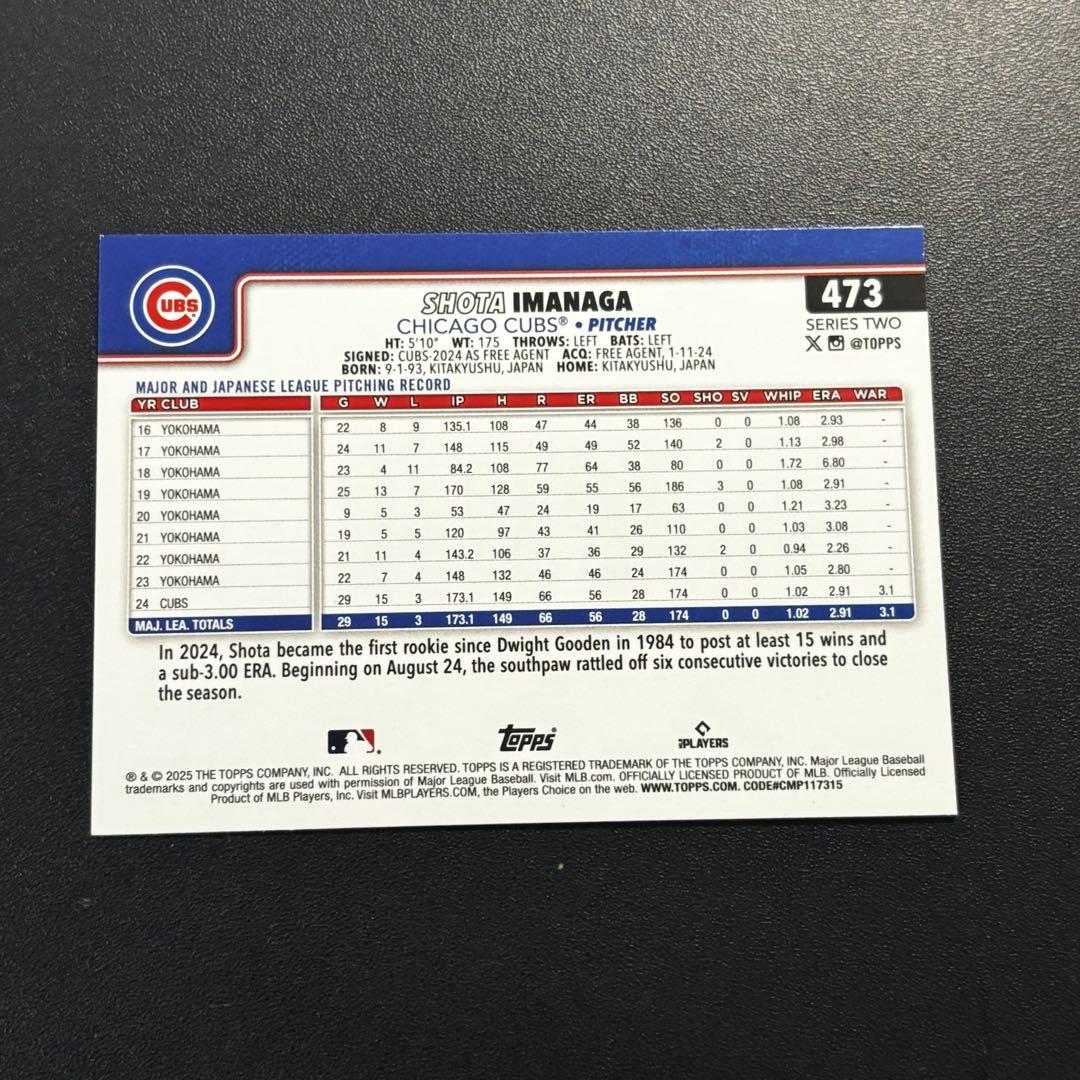 CUBS
SHOTA IMANAGA
473
CHICAGO CUBS® • PITCHER
SERIES TWO
HT: 5'10" WT: 175 THROWS: LEFT BATS: LEFT
@TOPPS
SIGNED: CUBS-2024 AS FREE AGENT ACQ: FREE AGENT, 1-11-24
BORN: 9-1-93, KITAKYUSHU, JAPAN HOME: KITAKYUSHU, JAPAN
MAJOR AND JAPANESE LEAGUE PITCHING RECORD
YR CLUB G W L IP H R ER BB SO SHO SV WHIP ERA WAR
16 YOKOHAMA 22 8 9 135.1 108 47 44 38 136 0 0 1.08 2.93 -
17 YOKOHAMA 24 11 7 148 115 49 49 52 140 2 0 1.13 2.98 -
18 YOKOHAMA 23 4 11 84.2 108 77 64 38 80 0 0 1.72 6.80 -
19 YOKOHAMA 25 13 7 170 128 59 55 56 186 3 0 1.08 2.91 -
20 YOKOHAMA 9 5 3 53 47 24 19 17 63 0 0 1.21 3.23 -
21 YOKOHAMA 19 5 5 120 97 43 41 26 110 0 0 1.03 3.08 -
22 YOKOHAMA 21 11 4 143.2 106 37 36 29 132 2 0 0.94 2.26 -
23 YOKOHAMA 22 7 4 148 132 46 46 24 174 0 0 1.05 2.80 -
24 CUBS 29 15 3 173.1 149 66 56 28 174 0 0 1.02 2.91 3.1
MAJ. LEA. TOTALS 29 15 3 173.1 149 66 56 28 174 0 0 1.02 2.91 3.1
In 2024, Shota became the first rookie since Dwight Gooden in 1984 to post at least 15 wins and
a sub-3.00 ERA. Beginning on August 24, the southpaw rattled off six consecutive victories to close
the season.
topps®
MLB PLAYERS
® & © 2025 THE TOPPS COMPANY, INC. ALL RIGHTS RESERVED. TOPPS IS A REGISTERED TRADEMARK OF THE TOPPS COMPANY, INC. Major League Baseball
trademarks and copyrights are used with permission of Major League Baseball. Visit MLB.com. OFFICIALLY LICENSED PRODUCT OF MLB. Officially Licensed
Product of MLB Players, Inc. Visit MLBPLAYERS.COM, the Players Choice on the web. WWW.TOPPS.COM. CODE#CMP117315